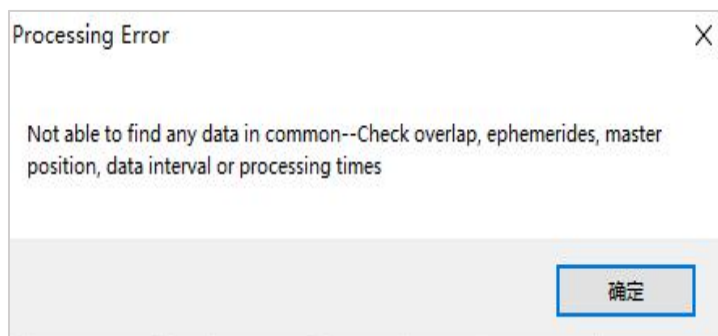 Processing Error
Not able to find any data in common--Check overlap, ephemerides, master
position, data interval or processing times
确定